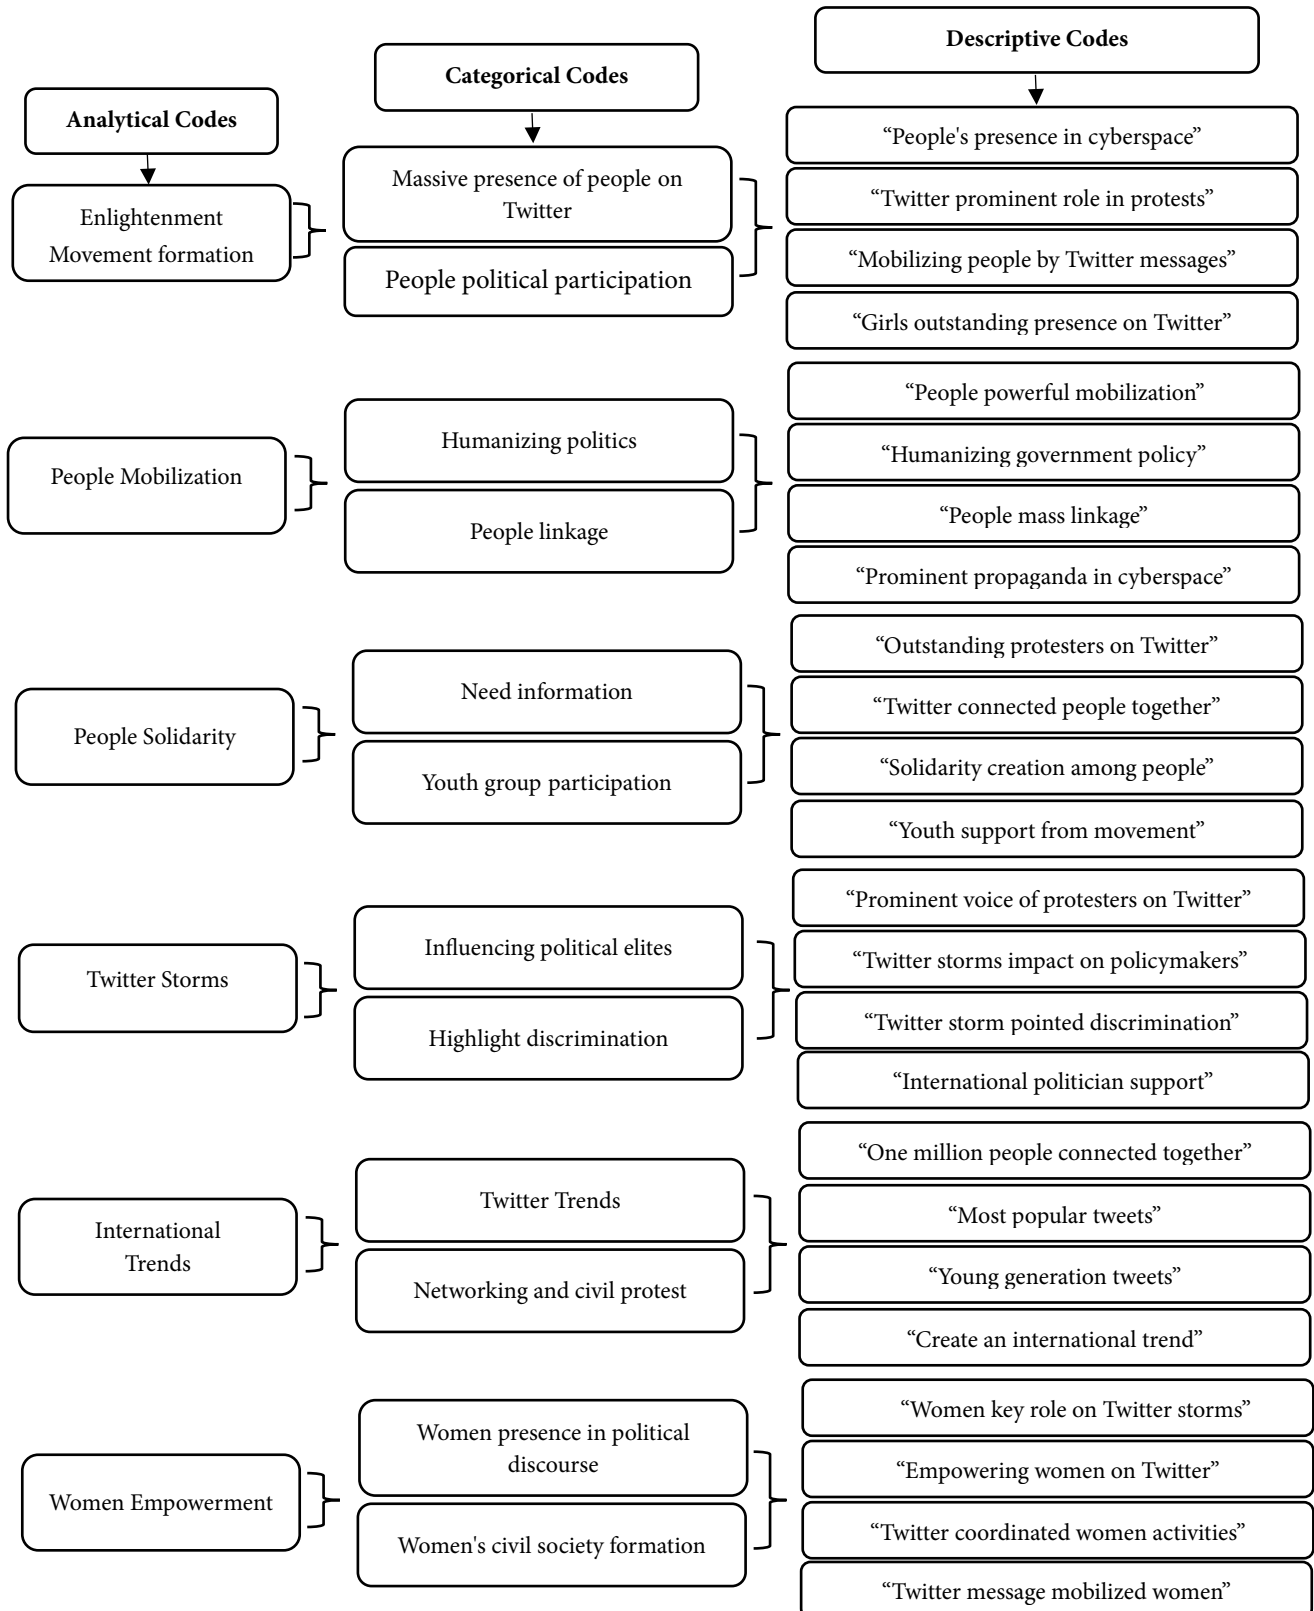 Descriptive Codes
Categorical Codes
Analytical Codes
Enlightenment
Movement formation
Massive presence of people on
Twitter
People political participation
“People's presence in cyberspace”
“Twitter prominent role in protests”
“Mobilizing people by Twitter messages”
“Girls outstanding presence on Twitter”
People Mobilization
Humanizing politics
People linkage
“People powerful mobilization”
“Humanizing government policy”
“People mass linkage”
“Prominent propaganda in cyberspace”
People Solidarity
Need information
Youth group participation
“Outstanding protesters on Twitter”
“Twitter connected people together”
“Solidarity creation among people”
“Youth support from movement”
Twitter Storms
Influencing political elites
Highlight discrimination
“Prominent voice of protesters on Twitter”
“Twitter storms impact on policymakers”
“Twitter storm pointed discrimination”
“International politician support”
International
Trends
Twitter Trends
Networking and civil protest
“One million people connected together”
“Most popular tweets”
“Young generation tweets”
“Create an international trend”
Women Empowerment
Women presence in political
discourse
Women's civil society formation
“Women key role on Twitter storms”
“Empowering women on Twitter”
“Twitter coordinated women activities”
“Twitter message mobilized women”